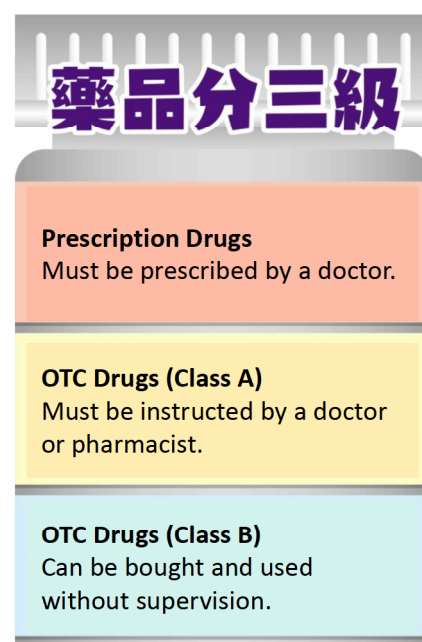 藥品分三級
Prescription Drugs
Must be prescribed by a doctor.
OTC Drugs (Class A)
Must be instructed by a doctor
or pharmacist.
OTC Drugs (Class B)
Can be bought and used
without supervision.